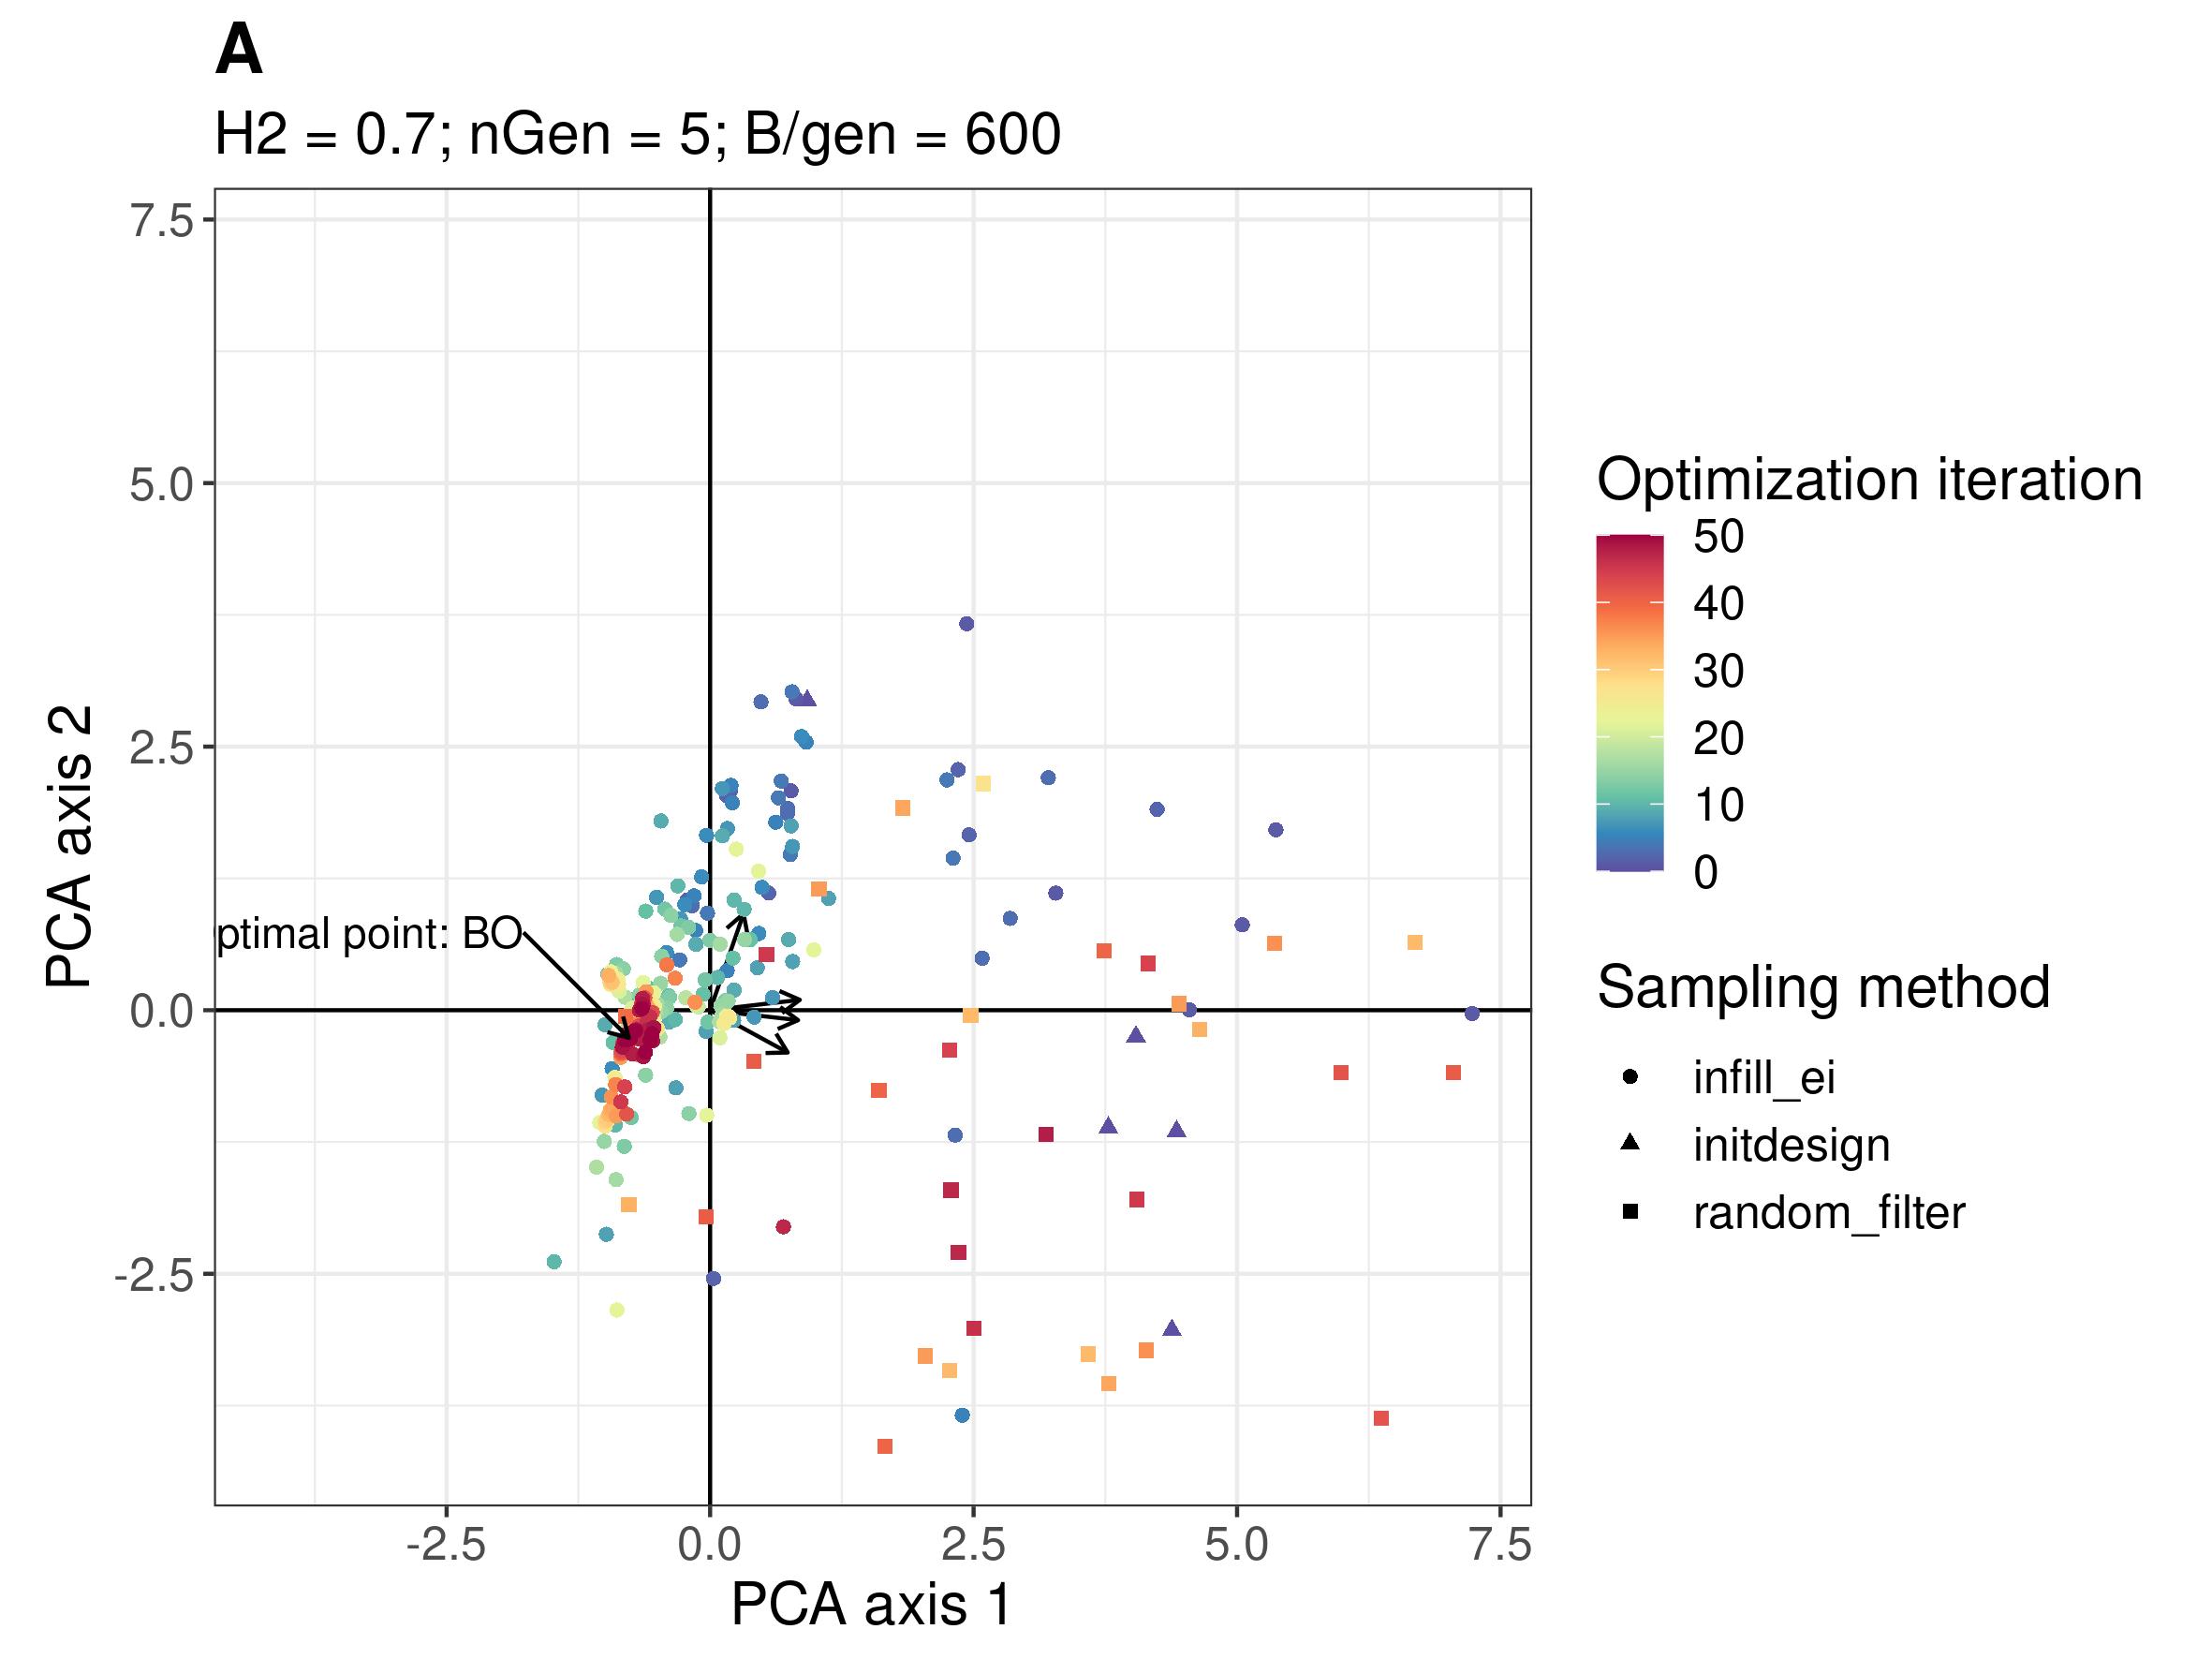 A
H2 = 0.7; nGen = 5; B/gen = 600
7.5
5.0
2.5
0.0
-2.5
PCA axis 2
ptimal point: BO
-2.5
0.0
2.5
5.0
7.5
PCA axis 1
Optimization iteration
50
40
30
20
10
0
Sampling method
infill_ei
initdesign
random_filter